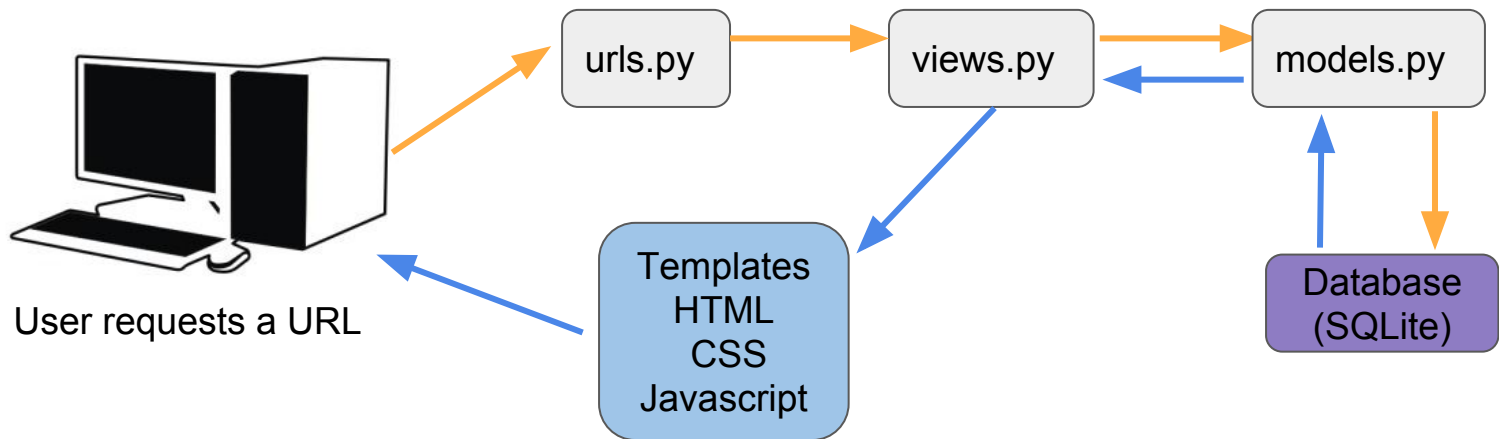 urls.py
views.py
models.py
User requests a URL
Templates
HTML
CSS
Javascript
Database
(SQLite)